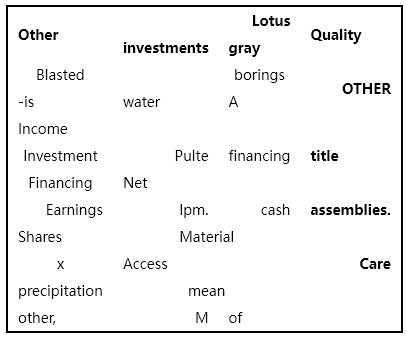 Lotus
Other Quality
investments gray
Blasted borings
OTHER
-is water A
Income
Investment Pulte financing title
Financing Net
Earnings Ipm. cash assemblies.
Shares Material
x Access Care
precipitation mean
other, M of